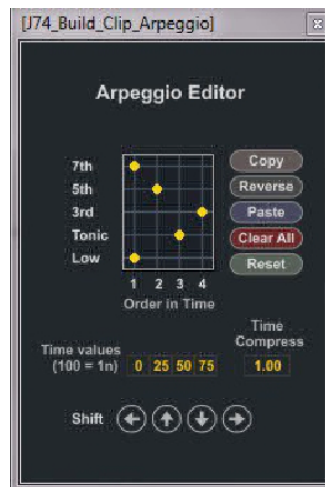 [J74_Build_Clip_Arpeggio]
Arpeggio Editor
7th
5th
3rd
Tonic
Low
1 2 3 4
Order in Time
Copy
Reverse
Paste
Clear All
Reset
Time values
(100 = 1n) 0 25 50 75
Time
Compress
1.00
Shift